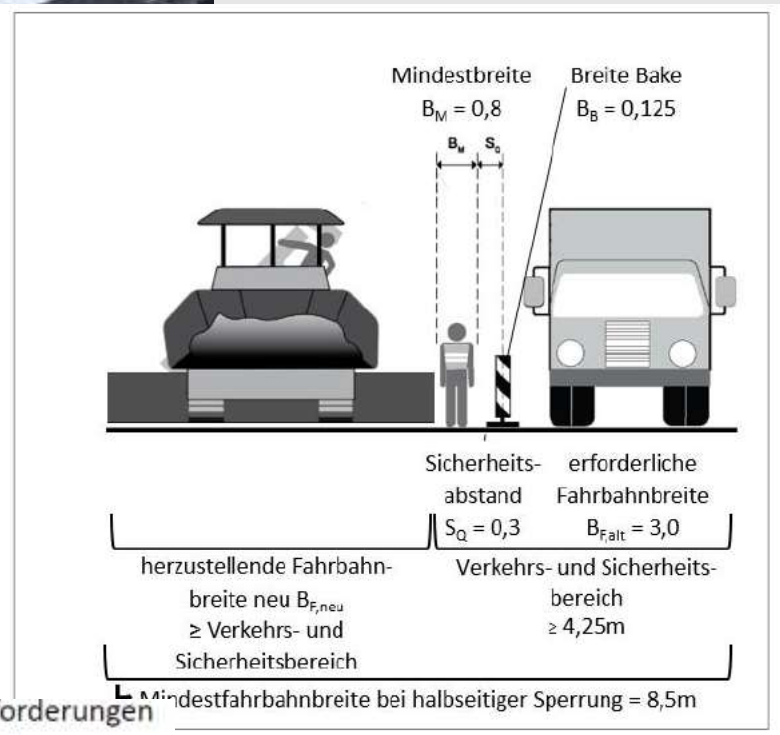 Mindestbreite
B_M = 0,8
Breite Bake
B_B = 0,125
B_M
S_Q
Sicherheits-
abstand
S_Q = 0,3
erforderliche
Fahrbahnbreite
B_F,alt = 3,0
herzustellende Fahrbahn-
breite neu B_F,neu
≥ Verkehrs- und
Sicherheitsbereich
Verkehrs- und Sicherheits-
bereich
≥ 4,25m
Mindestfahrbahnbreite bei halbseitiger Sperrung = 8,5m
orderungen